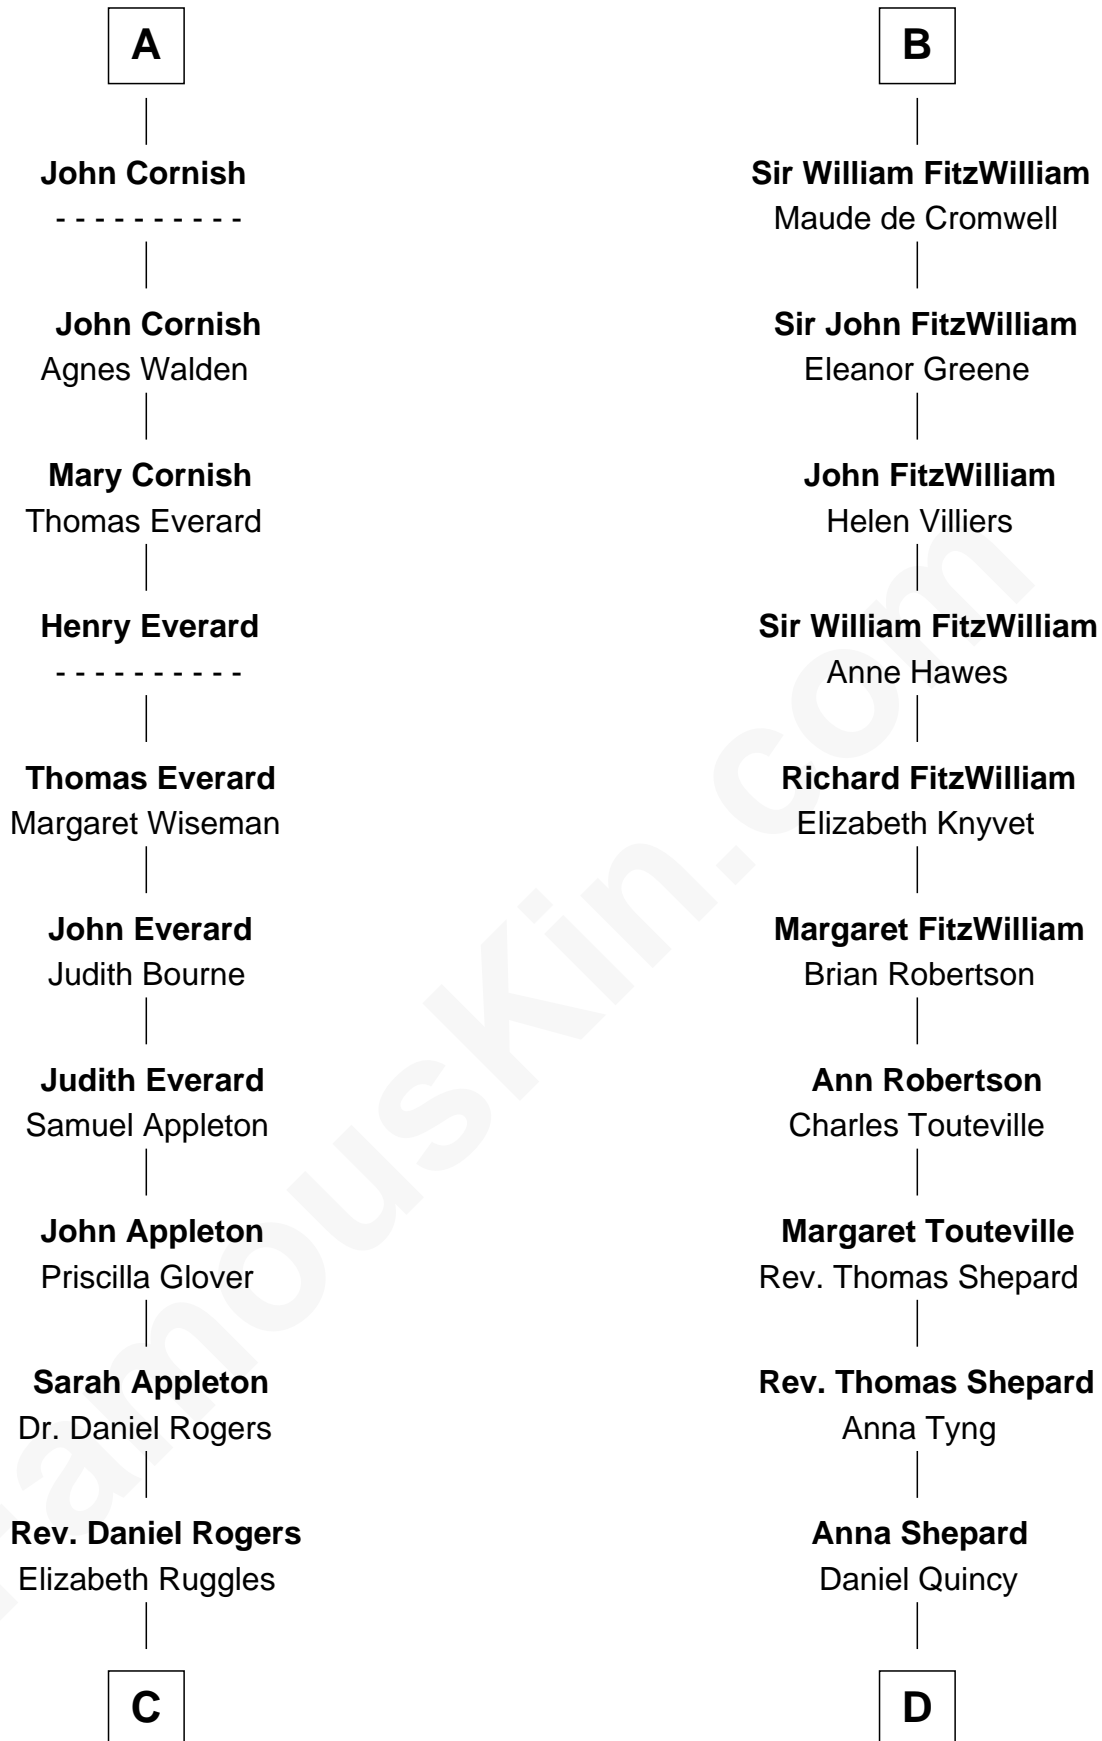 A
John Cornish
- - - - - - - - - -
John Cornish
Agnes Walden
Mary Cornish
Thomas Everard
Henry Everard
- - - - - - - - - -
Thomas Everard
Margaret Wiseman
John Everard
Judith Bourne
Judith Everard
Samuel Appleton
John Appleton
Priscilla Glover
Sarah Appleton
Dr. Daniel Rogers
Rev. Daniel Rogers
Elizabeth Ruggles
C
B
Sir William FitzWilliam
Maude de Cromwell
Sir John FitzWilliam
Eleanor Greene
John FitzWilliam
Helen Villiers
Sir William FitzWilliam
Anne Hawes
Richard FitzWilliam
Elizabeth Knyvet
Margaret FitzWilliam
Brian Robertson
Ann Robertson
Charles Touteville
Margaret Touteville
Rev. Thomas Shepard
Rev. Thomas Shepard
Anna Tyng
Anna Shepard
Daniel Quincy
D
FamousKin.com